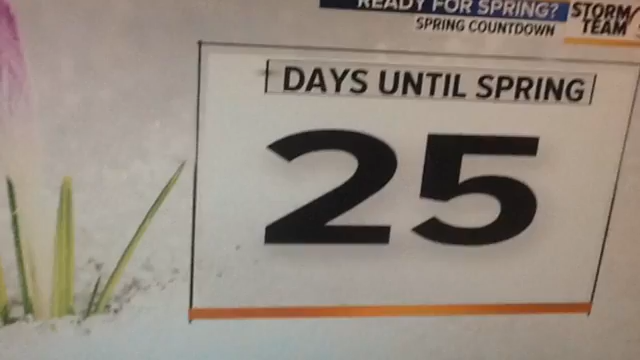 READY FOR SPRING?
SPRING COUNTDOWN
STORM
TEAM
DAYS UNTIL SPRING
25